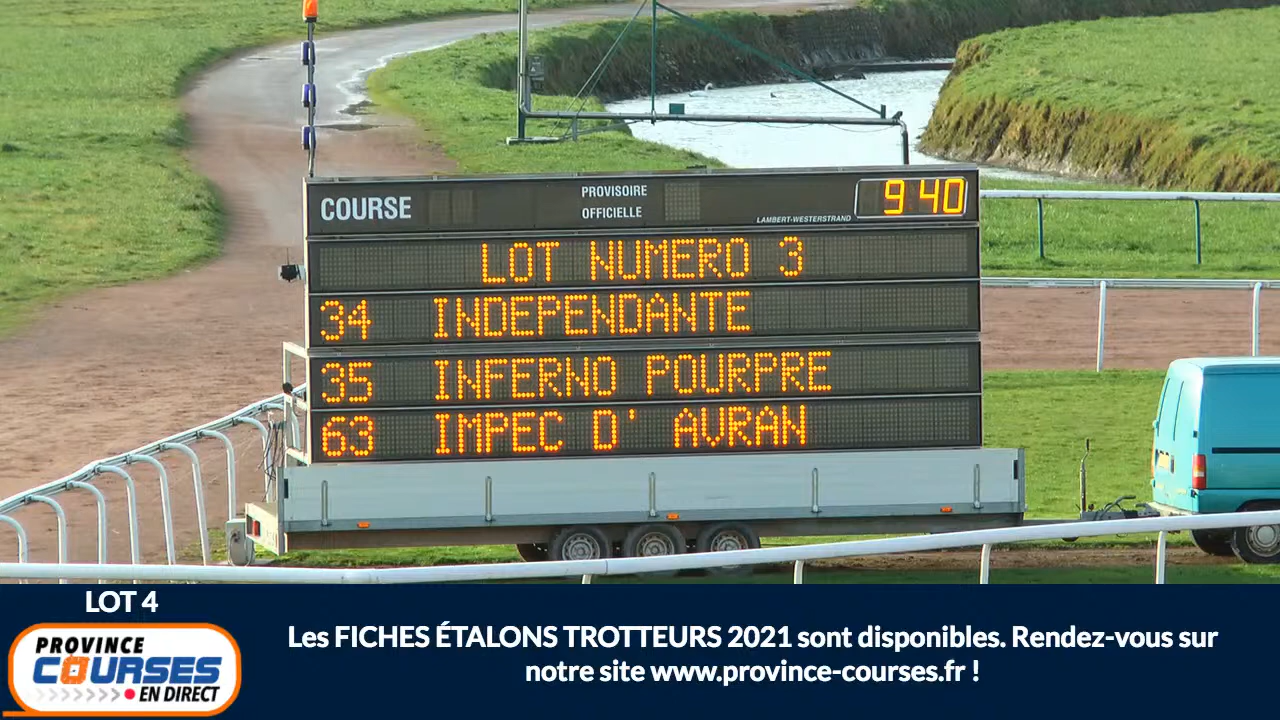 COURSE
PROVISOIRE
OFFICIELLE
LAMBERT-WESTERSTRAND
9 40
LOT NUMERO 3
34 INDEPENDANTE
35 INFERNO POURPRE
63 IMPEC D' AVRAN
LOT 4
PROVINCE
COURSES
EN DIRECT
Les FICHES ÉTALONS TROTTEURS 2021 sont disponibles. Rendez-vous sur
notre site www.province-courses.fr !